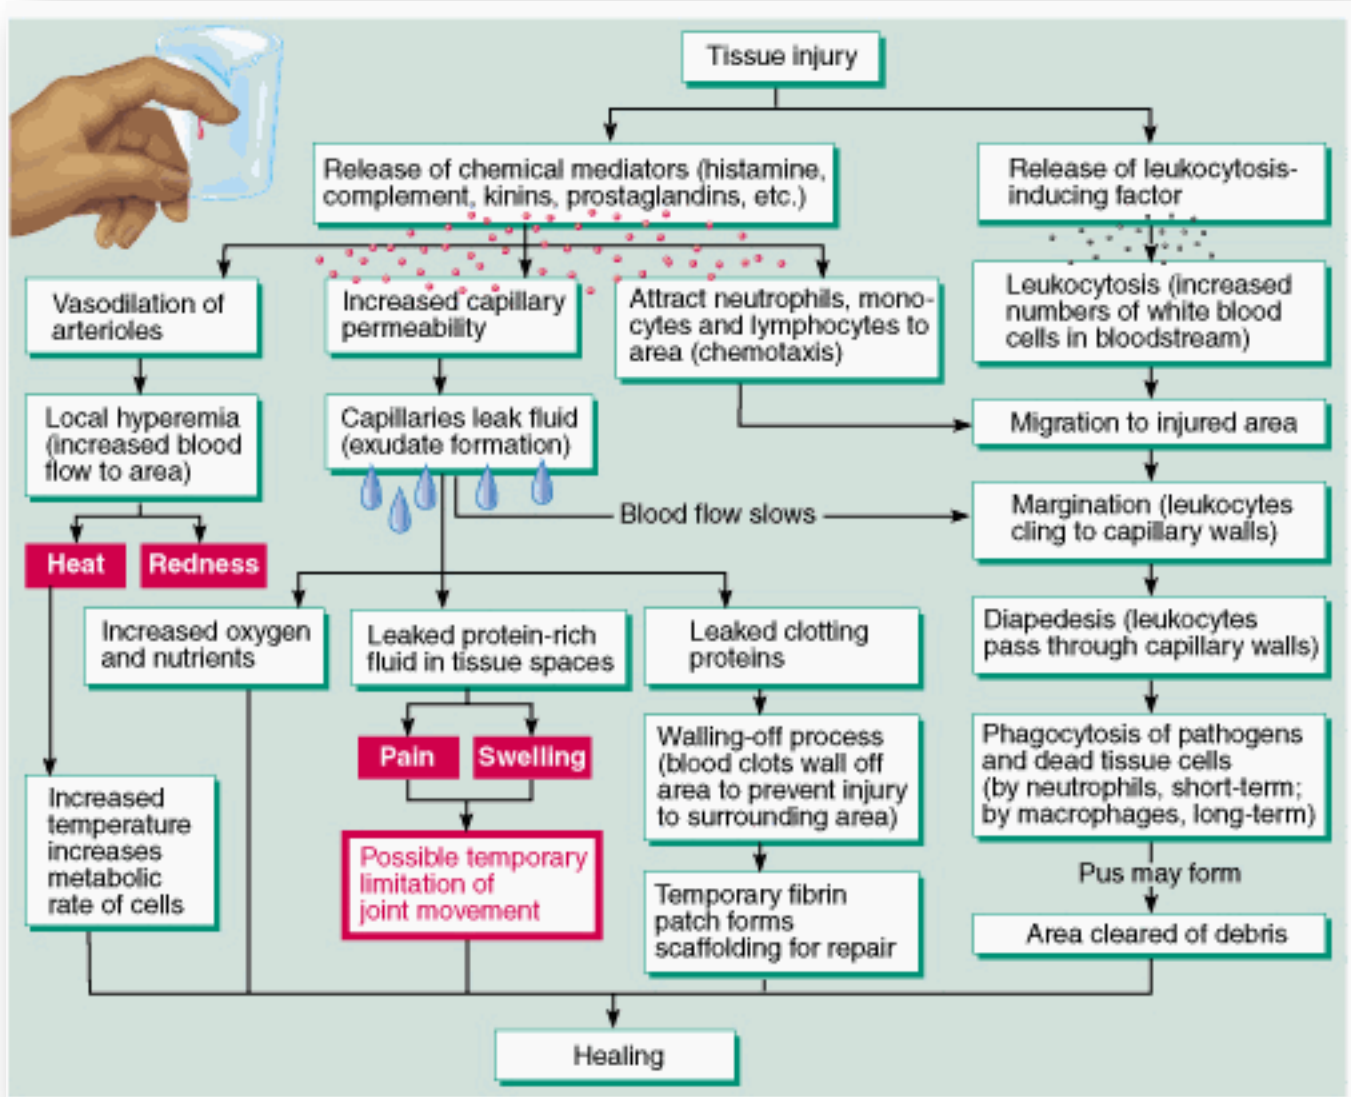 Tissue injury
Release of chemical mediators (histamine,
complement, kinins, prostaglandins, etc.)
Release of leukocytosis-
inducing factor
Vasodilation of
arterioles
Increased capillary
permeability
Attract neutrophils, mono-
cytes and lymphocytes to
area (chemotaxis)
Leukocytosis (increased
numbers of white blood
cells in bloodstream)
Local hyperemia
(increased blood
flow to area)
Capillaries leak fluid
(exudate formation)
Migration to injured area
Blood flow slows
Margination (leukocytes
cling to capillary walls)
Heat
Redness
Increased oxygen
and nutrients
Leaked protein-rich
fluid in tissue spaces
Leaked clotting
proteins
Diapedesis (leukocytes
pass through capillary walls)
Pain
Swelling
Walling-off process
(blood clots wall off
area to prevent injury
to surrounding area)
Phagocytosis of pathogens
and dead tissue cells
(by neutrophils, short-term;
by macrophages, long-term)
Increased
temperature
increases
metabolic
rate of cells
Possible temporary
limitation of
joint movement
Temporary fibrin
patch forms
scaffolding for repair
Pus may form
Area cleared of debris
Healing